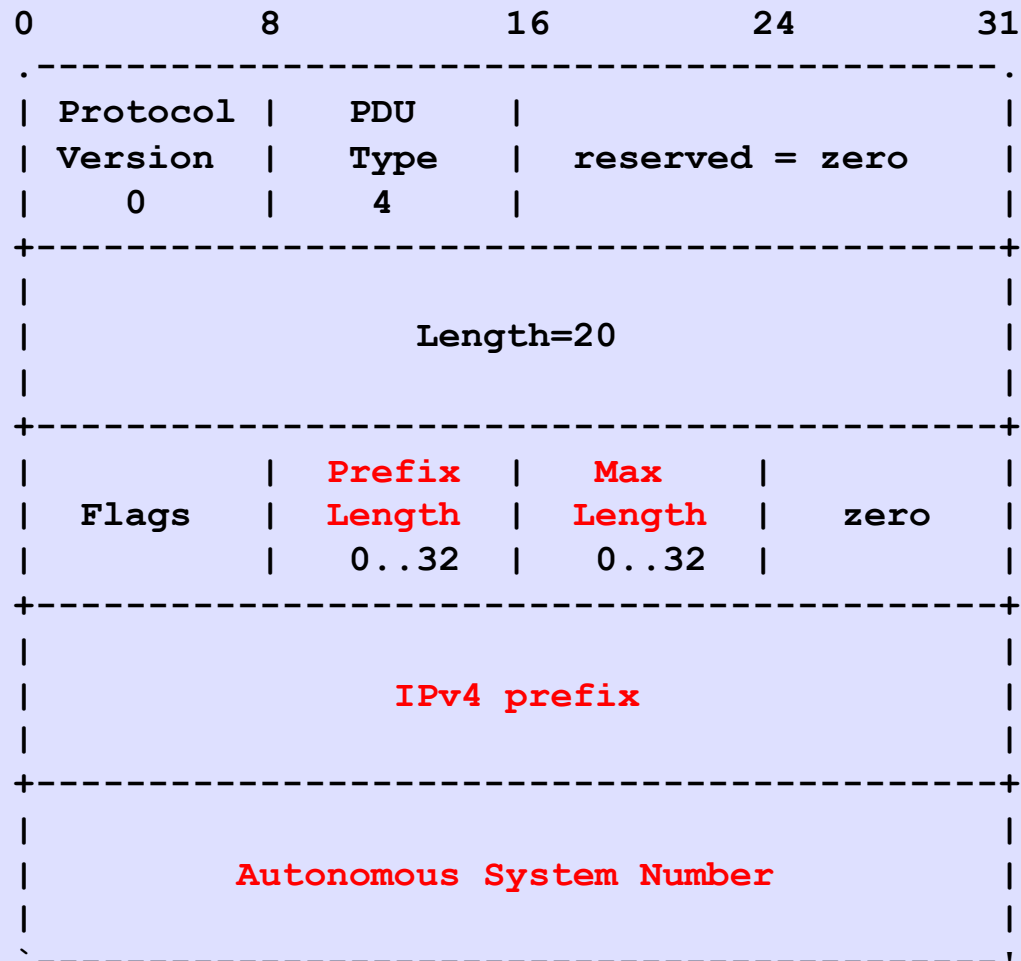 0 8 16 24 31
.-------------------------------------------.
| Protocol | PDU | |
| Version | Type | reserved = zero |
| 0 | 4 | |
+-------------------------------------------+
| |
| Length=20 |
| |
+-------------------------------------------+
| | Prefix | Max | |
| Flags | Length | Length | zero |
| | 0..32 | 0..32 | |
+-------------------------------------------+
| |
| IPv4 prefix |
| |
+-------------------------------------------+
| |
| Autonomous System Number |
| |
`-------------------------------------------'